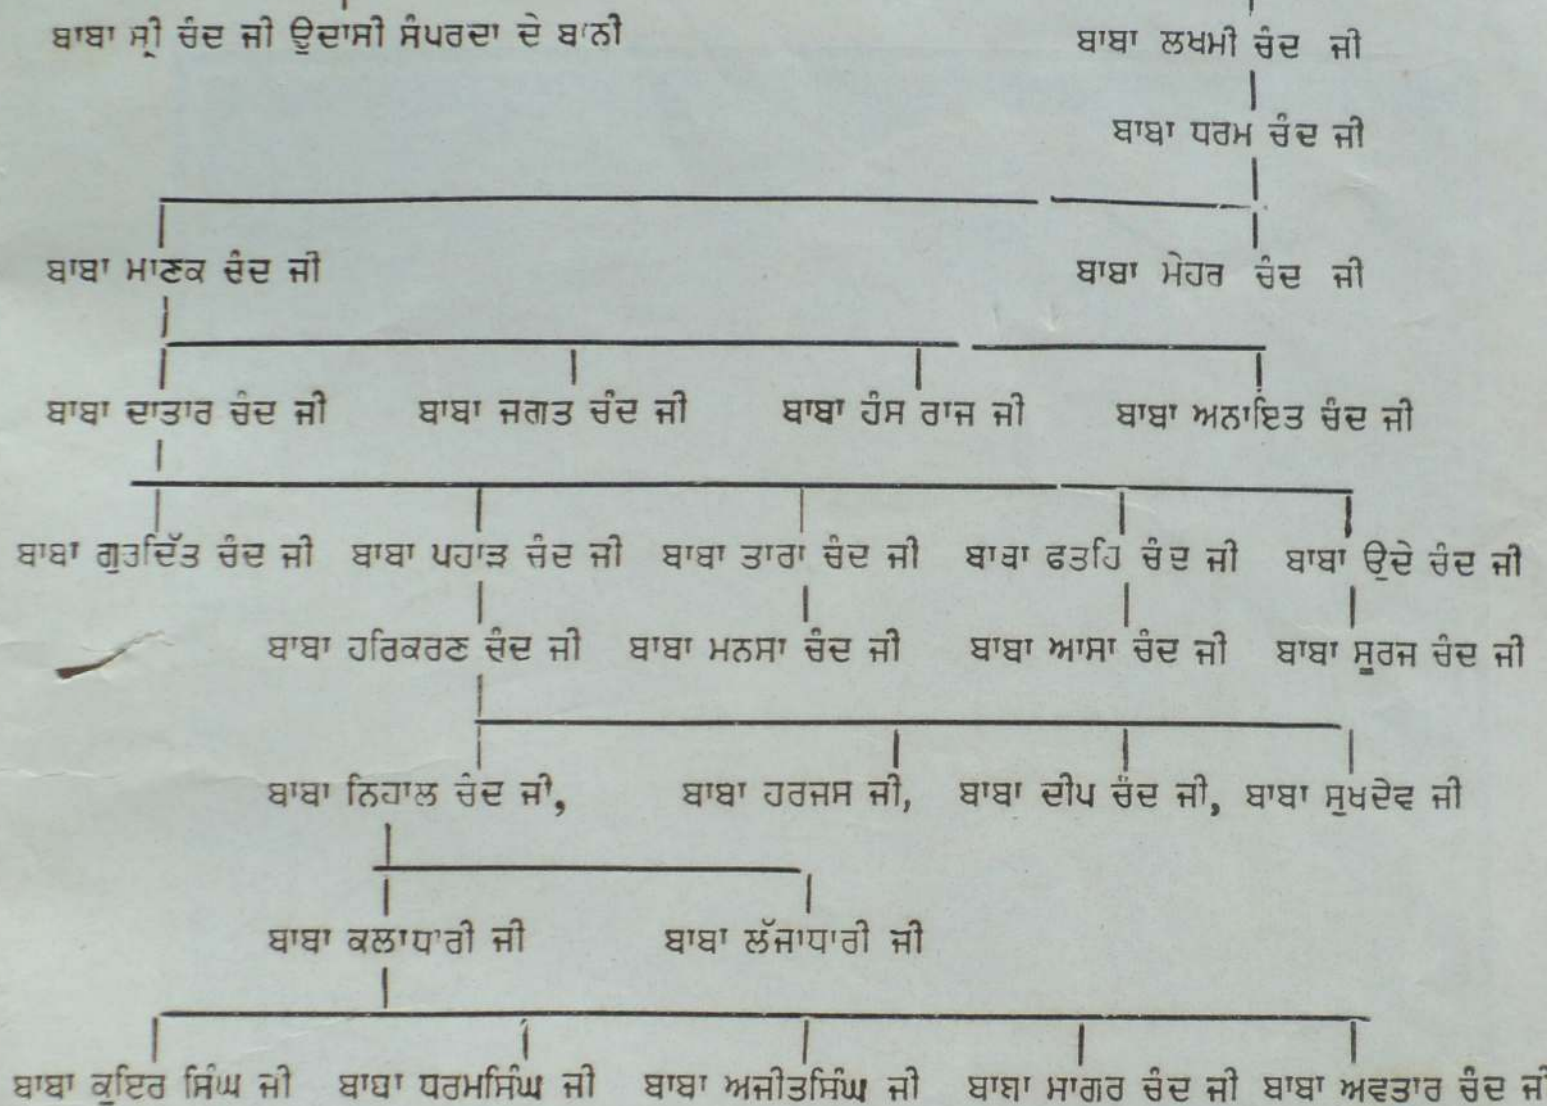 ਬਾਬਾ ਸ੍ਰੀ ਚੰਦ ਜੀ ਉਦਾਸੀ ਸੰਪਰਦਾ ਦੇ ਬਾਨੀ ਬਾਬਾ ਲਖਮੀ ਚੰਦ ਜੀ
ਬਾਬਾ ਧਰਮ ਚੰਦ ਜੀ
ਬਾਬਾ ਮਾਣਕ ਚੰਦ ਜੀ ਬਾਬਾ ਮੇਹਰ ਚੰਦ ਜੀ
ਬਾਬਾ ਦਾਤਾਰ ਚੰਦ ਜੀ ਬਾਬਾ ਜਗਤ ਚੰਦ ਜੀ ਬਾਬਾ ਹੰਸ ਰਾਜ ਜੀ ਬਾਬਾ ਅਨਾਇਤ ਚੰਦ ਜੀ
ਬਾਬਾ ਗੁਰਦਿੱਤ ਚੰਦ ਜੀ ਬਾਬਾ ਪਹਾੜ ਚੰਦ ਜੀ ਬਾਬਾ ਤਾਰਾ ਚੰਦ ਜੀ ਬਾਬਾ ਫਤਹਿ ਚੰਦ ਜੀ ਬਾਬਾ ਉਦੇ ਚੰਦ ਜੀ
ਬਾਬਾ ਹਰਿਕਰਣ ਚੰਦ ਜੀ ਬਾਬਾ ਮਨਸਾ ਚੰਦ ਜੀ ਬਾਬਾ ਆਸਾ ਚੰਦ ਜੀ ਬਾਬਾ ਸੂਰਜ ਚੰਦ ਜੀ
ਬਾਬਾ ਨਿਹਾਲ ਚੰਦ ਜੀ, ਬਾਬਾ ਹਰਜਸ ਜੀ, ਬਾਬਾ ਦੀਪ ਚੰਦ ਜੀ, ਬਾਬਾ ਸੁਖਦੇਵ ਜੀ
ਬਾਬਾ ਕਲਾਧਾਰੀ ਜੀ ਬਾਬਾ ਲੱਜਾਧਾਰੀ ਜੀ
ਬਾਬਾ ਕੁਇਰ ਸਿੰਘ ਜੀ ਬਾਬਾ ਧਰਮਸਿੰਘ ਜੀ ਬਾਬਾ ਅਜੀਤਸਿੰਘ ਜੀ ਬਾਬਾ ਸਾਗਰ ਚੰਦ ਜੀ ਬਾਬਾ ਅਵਤਾਰ ਚੰਦ ਜੀ